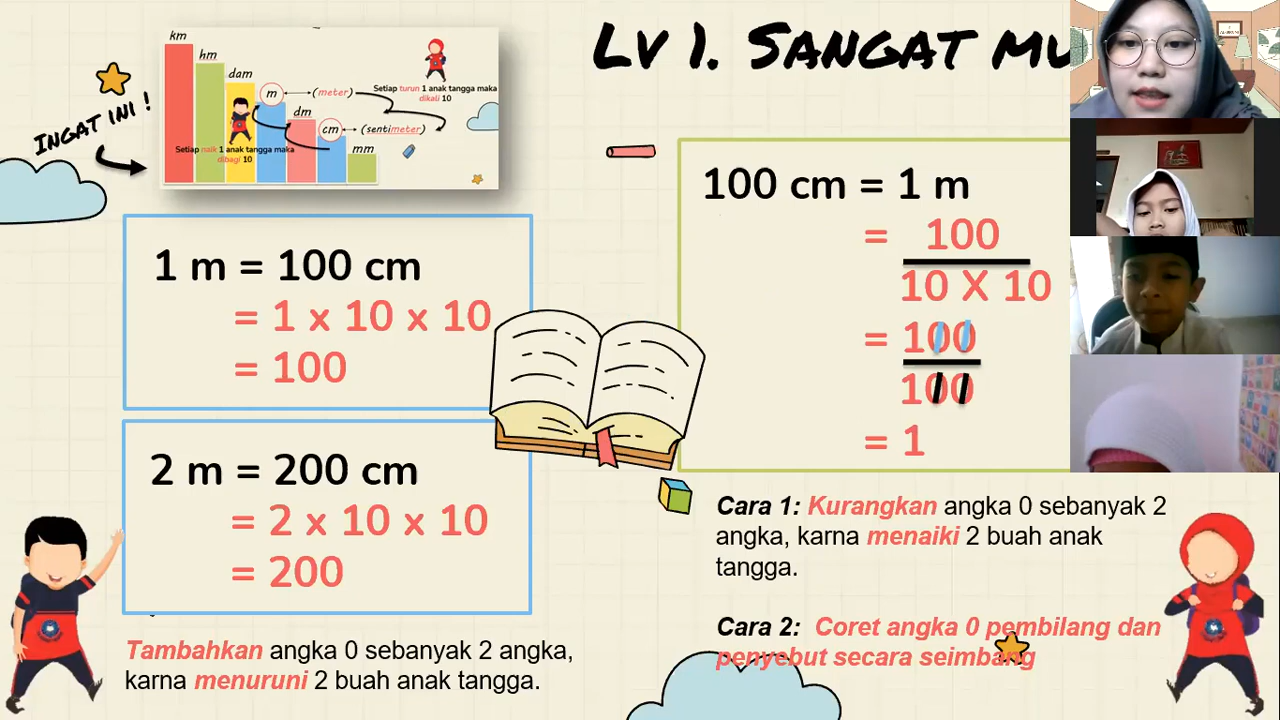 Lv 1. Sangat mu
INGAT INI !
km
hm
dam
m
(meter)
dm
cm
(sentimeter)
mm
Setiap turun 1 anak tangga maka
dikali 10
Setiap naik 1 anak tangga maka
dibagi 10
1 m = 100 cm
= 1 x 10 x 10
= 100
2 m = 200 cm
= 2 x 10 x 10
= 200
Tambahkan angka 0 sebanyak 2 angka,
karna menuruni 2 buah anak tangga.
100 cm = 1 m
= 100
10 X 10
= 100
100
= 1
Cara 1: Kurangkan angka 0 sebanyak 2
angka, karna menaiki 2 buah anak
tangga.
Cara 2: Coret angka 0 pembilang dan
penyebut secara seimbang